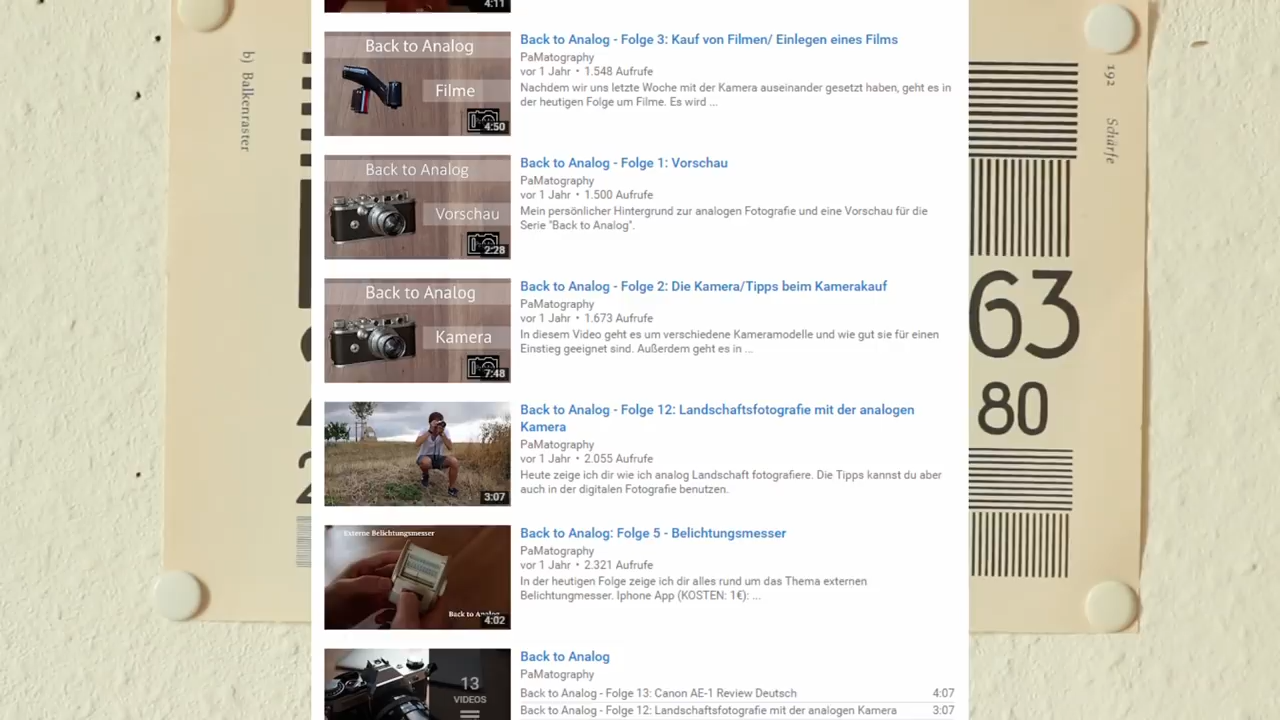 4:11
b) Balkenraster
Back to Analog
Filme
4:50
Back to Analog - Folge 3: Kauf von Filmen/ Einlegen eines Films
PaMatography
vor 1 Jahr • 1.548 Aufrufe
Nachdem wir uns letzte Woche mit der Kamera auseinander gesetzt haben, geht es in
der heutigen Folge um Filme. Es wird ...
Back to Analog
Vorschau
2:28
Back to Analog - Folge 1: Vorschau
PaMatography
vor 1 Jahr • 1.500 Aufrufe
Mein persönlicher Hintergrund zur analogen Fotografie und eine Vorschau für die
Serie "Back to Analog".
Back to Analog
Kamera
7:48
Back to Analog - Folge 2: Die Kamera/Tipps beim Kamerakauf
PaMatography
vor 1 Jahr • 1.673 Aufrufe
In diesem Video geht es um verschiedene Kameramodelle und wie gut sie für einen
Einstieg geeignet sind. Außerdem geht es in ...
3:07
Back to Analog - Folge 12: Landschaftsfotografie mit der analogen
Kamera
PaMatography
vor 1 Jahr • 2.055 Aufrufe
Heute zeige ich dir wie ich analog Landschaft fotografiere. Die Tipps kannst du aber
auch in der digitalen Fotografie benutzen.
Externe Belichtungsmesser
Back to Analog
4:02
Back to Analog: Folge 5 - Belichtungsmesser
PaMatography
vor 1 Jahr • 2.321 Aufrufe
In der heutigen Folge zeige ich dir alles rund um das Thema externen
Belichtungmesser. Iphone App (KOSTEN: 1€): ...
13
VIDEOS
Back to Analog
PaMatography
Back to Analog - Folge 13: Canon AE-1 Review Deutsch 4:07
Back to Analog - Folge 12: Landschaftsfotografie mit der analogen Kamera 3:07
192
Schärfe
63
80